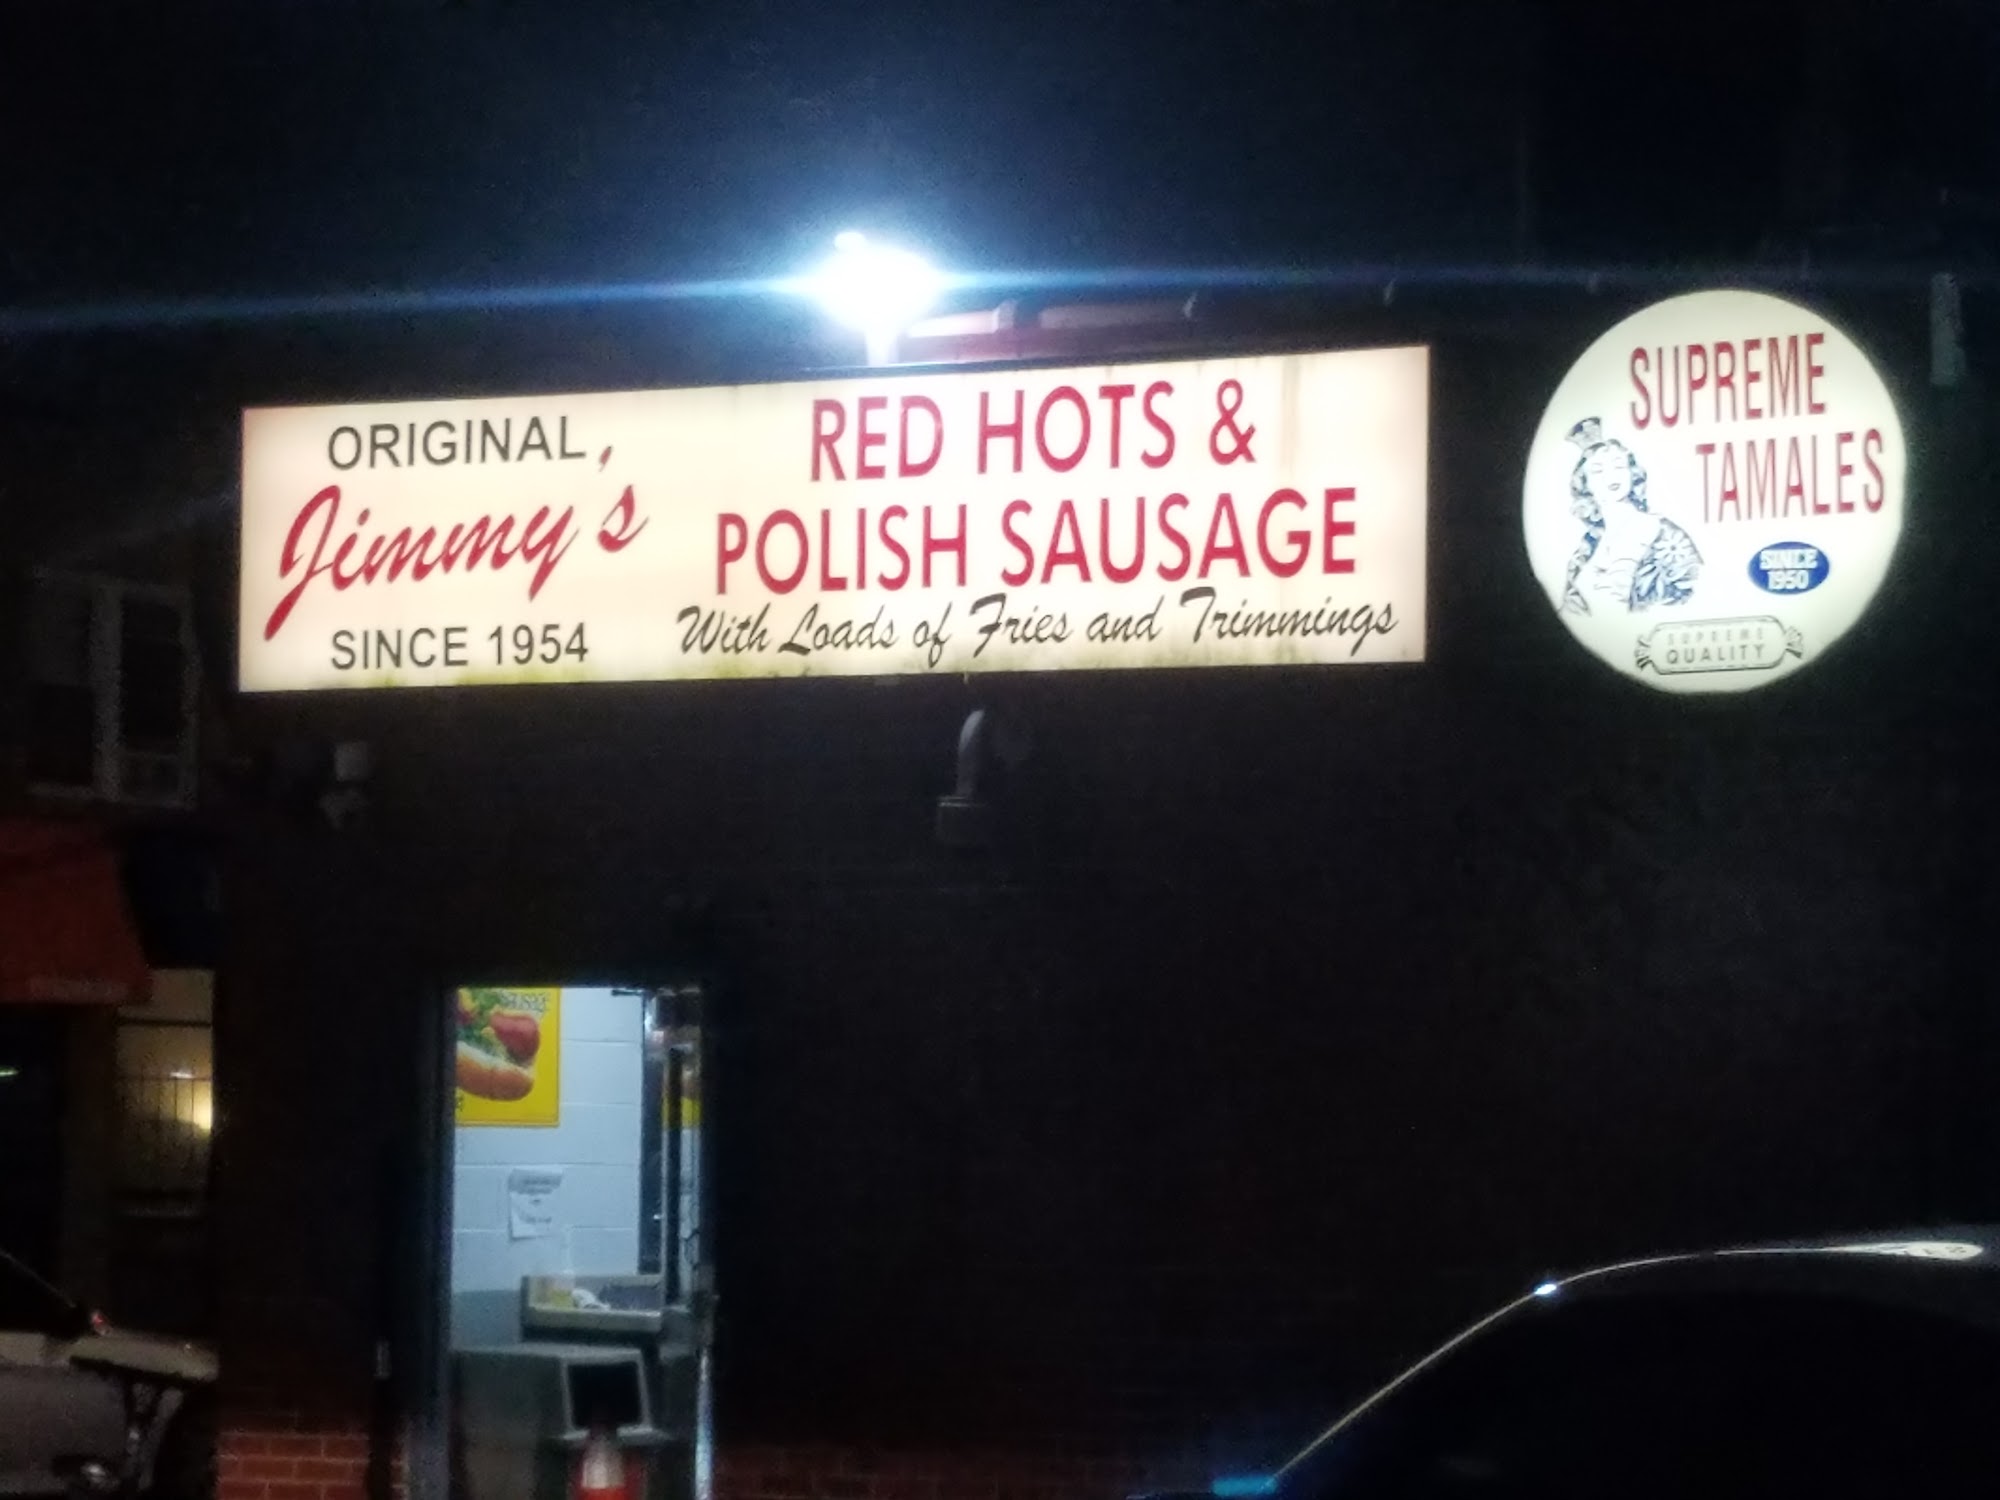 ORIGINAL,
Jimmy's
SINCE 1954
RED HOTS &
POLISH SAUSAGE
With Loads of Fries and Trimmings
SUPREME
TAMALES
SINCE
1950
SUPREME
QUALITY